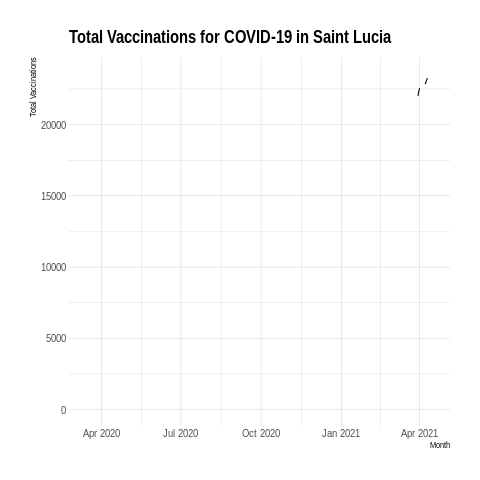 Total Vaccinations for COVID-19 in Saint Lucia
Total Vaccinations
20000
15000
10000
5000
0
Apr 2020 Jul 2020 Oct 2020 Jan 2021 Apr 2021
Month